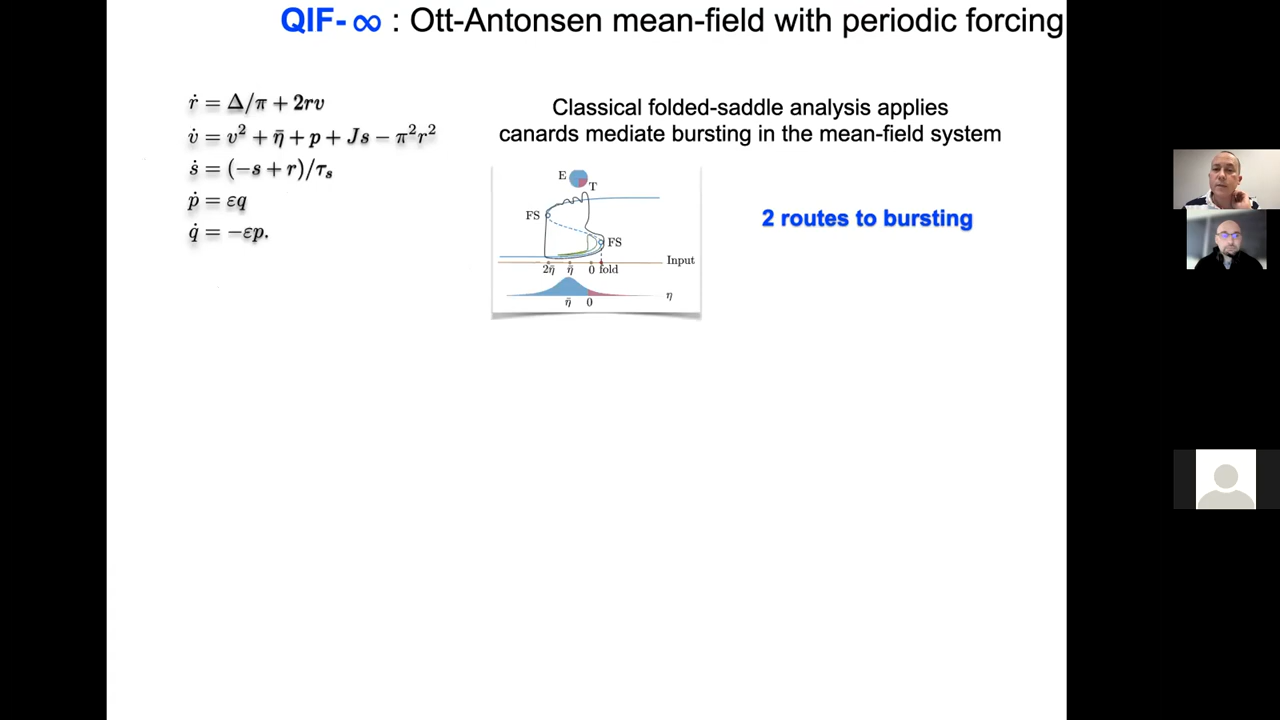 QIF-∞ : Ott-Antonsen mean-field with periodic forcing
ṙ = Δ/π + 2rv
v̇ = v² + η̄ + p + Js − π²r²
ṡ = (−s + r)/τₛ
ṗ = εq
q̇ = −εp.
Classical folded-saddle analysis applies
canards mediate bursting in the mean-field system
E
T
FS
FS
Input
2η̄ η̄ 0 fold
η
η̄ 0
2 routes to bursting